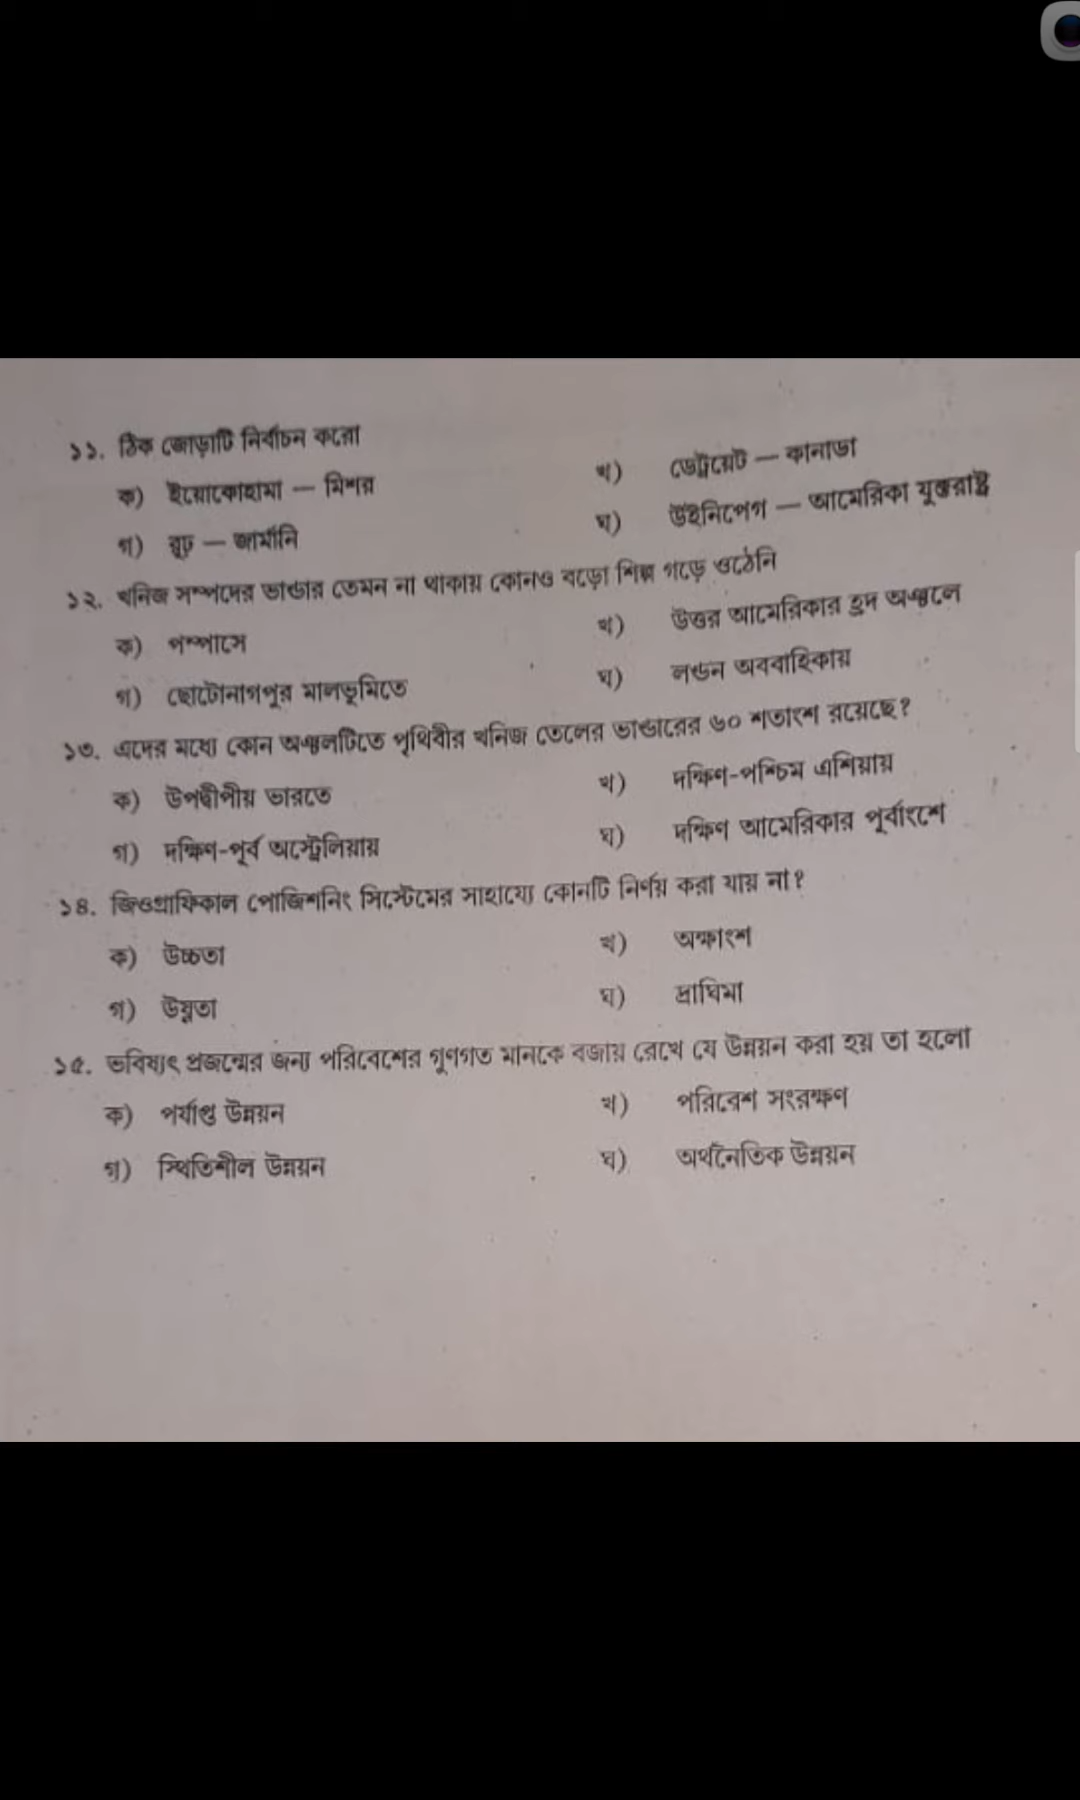 ১১. ঠিক জোড়াটি নির্বাচন করো
ক) ইয়োকোহামা — মিশর
খ) ডেট্রয়েট — কানাডা
গ) রুঢ় — জার্মানি
ঘ) উইনিপেগ — আমেরিকা যুক্তরাষ্ট্র
১২. খনিজ সম্পদের ভান্ডার তেমন না থাকায় কোনও বড়ো শিল্প গড়ে ওঠেনি
ক) পম্পাসে
খ) উত্তর আমেরিকার হ্রদ অঞ্চলে
গ) ছোটোনাগপুর মালভূমিতে
ঘ) লন্ডন অববাহিকায়
১৩. এদের মধ্যে কোন অঞ্চলটিতে পৃথিবীর খনিজ তেলের ভান্ডারের ৬০ শতাংশ রয়েছে?
ক) উপদ্বীপীয় ভারতে
খ) দক্ষিণ-পশ্চিম এশিয়ায়
গ) দক্ষিণ-পূর্ব অস্ট্রেলিয়ায়
ঘ) দক্ষিণ আমেরিকার পূর্বাংশে
১৪. জিওগ্রাফিকাল পোজিশনিং সিস্টেমের সাহায্যে কোনটি নির্ণয় করা যায় না?
ক) উচ্চতা
খ) অক্ষাংশ
গ) উষ্ণতা
ঘ) দ্রাঘিমা
১৫. ভবিষ্যৎ প্রজন্মের জন্য পরিবেশের গুণগত মানকে বজায় রেখে যে উন্নয়ন করা হয় তা হলো
ক) পর্যাপ্ত উন্নয়ন
খ) পরিবেশ সংরক্ষণ
গ) স্থিতিশীল উন্নয়ন
ঘ) অর্থনৈতিক উন্নয়ন